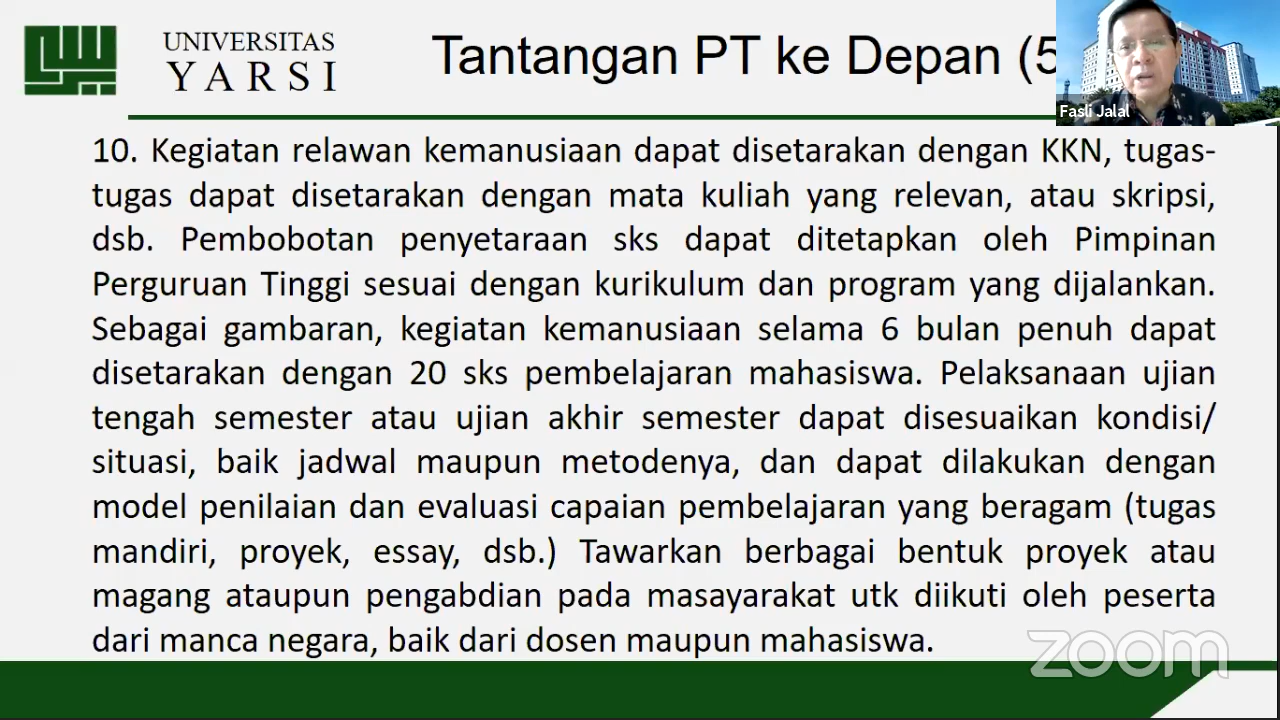 UNIVERSITAS
YARSI
Tantangan PT ke Depan (5
Fasli Jalal
10. Kegiatan relawan kemanusiaan dapat disetarakan dengan KKN, tugas-
tugas dapat disetarakan dengan mata kuliah yang relevan, atau skripsi,
dsb. Pembobotan penyetaraan sks dapat ditetapkan oleh Pimpinan
Perguruan Tinggi sesuai dengan kurikulum dan program yang dijalankan.
Sebagai gambaran, kegiatan kemanusiaan selama 6 bulan penuh dapat
disetarakan dengan 20 sks pembelajaran mahasiswa. Pelaksanaan ujian
tengah semester atau ujian akhir semester dapat disesuaikan kondisi/
situasi, baik jadwal maupun metodenya, dan dapat dilakukan dengan
model penilaian dan evaluasi capaian pembelajaran yang beragam (tugas
mandiri, proyek, essay, dsb.) Tawarkan berbagai bentuk proyek atau
magang ataupun pengabdian pada masayarakat utk diikuti oleh peserta
dari manca negara, baik dari dosen maupun mahasiswa.
zoom